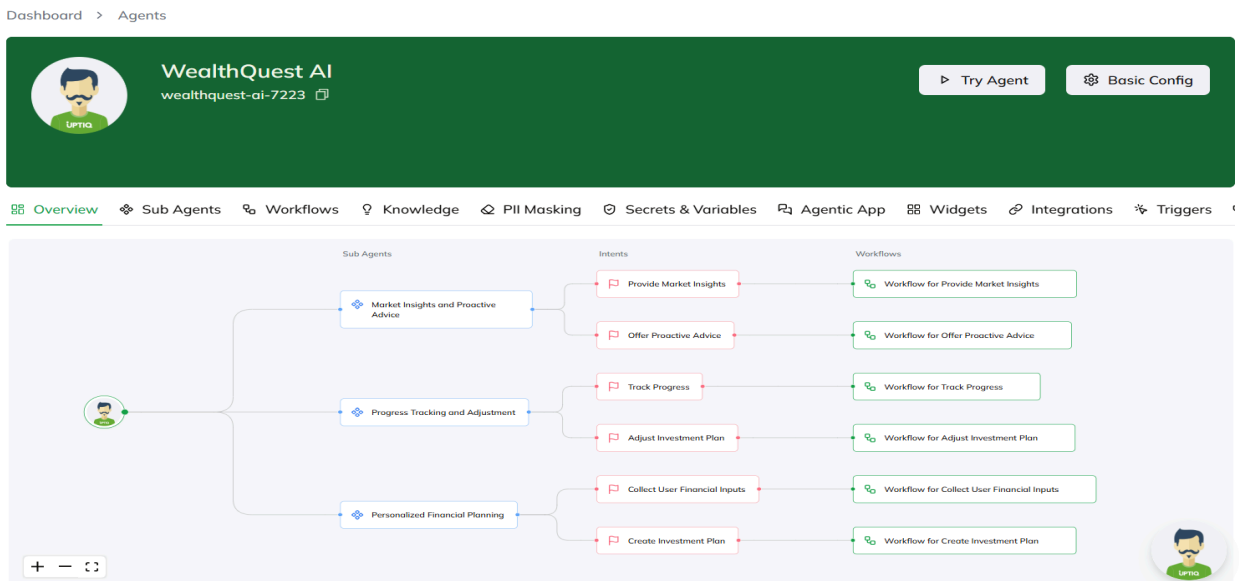 Dashboard > Agents
WealthQuest AI
wealthquest-ai-7223
Try Agent
Basic Config
UPTIQ
Overview
Sub Agents
Workflows
Knowledge
PII Masking
Secrets & Variables
Agentic App
Widgets
Integrations
Triggers
Sub Agents
Intents
Workflows
Market Insights and Proactive
Advice
Provide Market Insights
Workflow for Provide Market Insights
Offer Proactive Advice
Workflow for Offer Proactive Advice
Progress Tracking and Adjustment
Track Progress
Workflow for Track Progress
Adjust Investment Plan
Workflow for Adjust Investment Plan
Personalized Financial Planning
Collect User Financial Inputs
Workflow for Collect User Financial Inputs
Create Investment Plan
Workflow for Create Investment Plan
UPTIQ